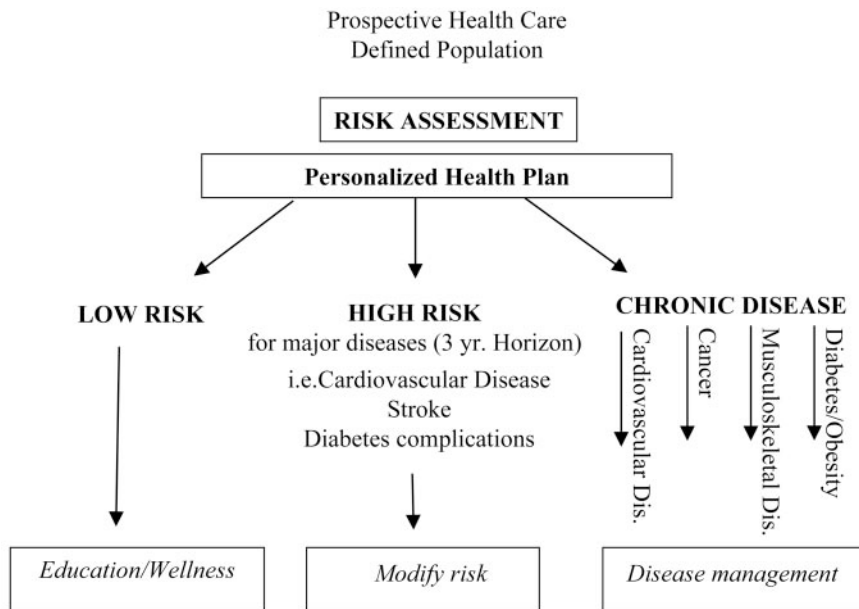 Prospective Health Care
Defined Population
RISK ASSESSMENT
Personalized Health Plan
LOW RISK
HIGH RISK
for major diseases (3 yr. Horizon)
i.e.Cardiovascular Disease
Stroke
Diabetes complications
CHRONIC DISEASE
Cardiovascular Dis.
Cancer
Musculoskeletal Dis.
Diabetes/Obesity
Education/Wellness
Modify risk
Disease management